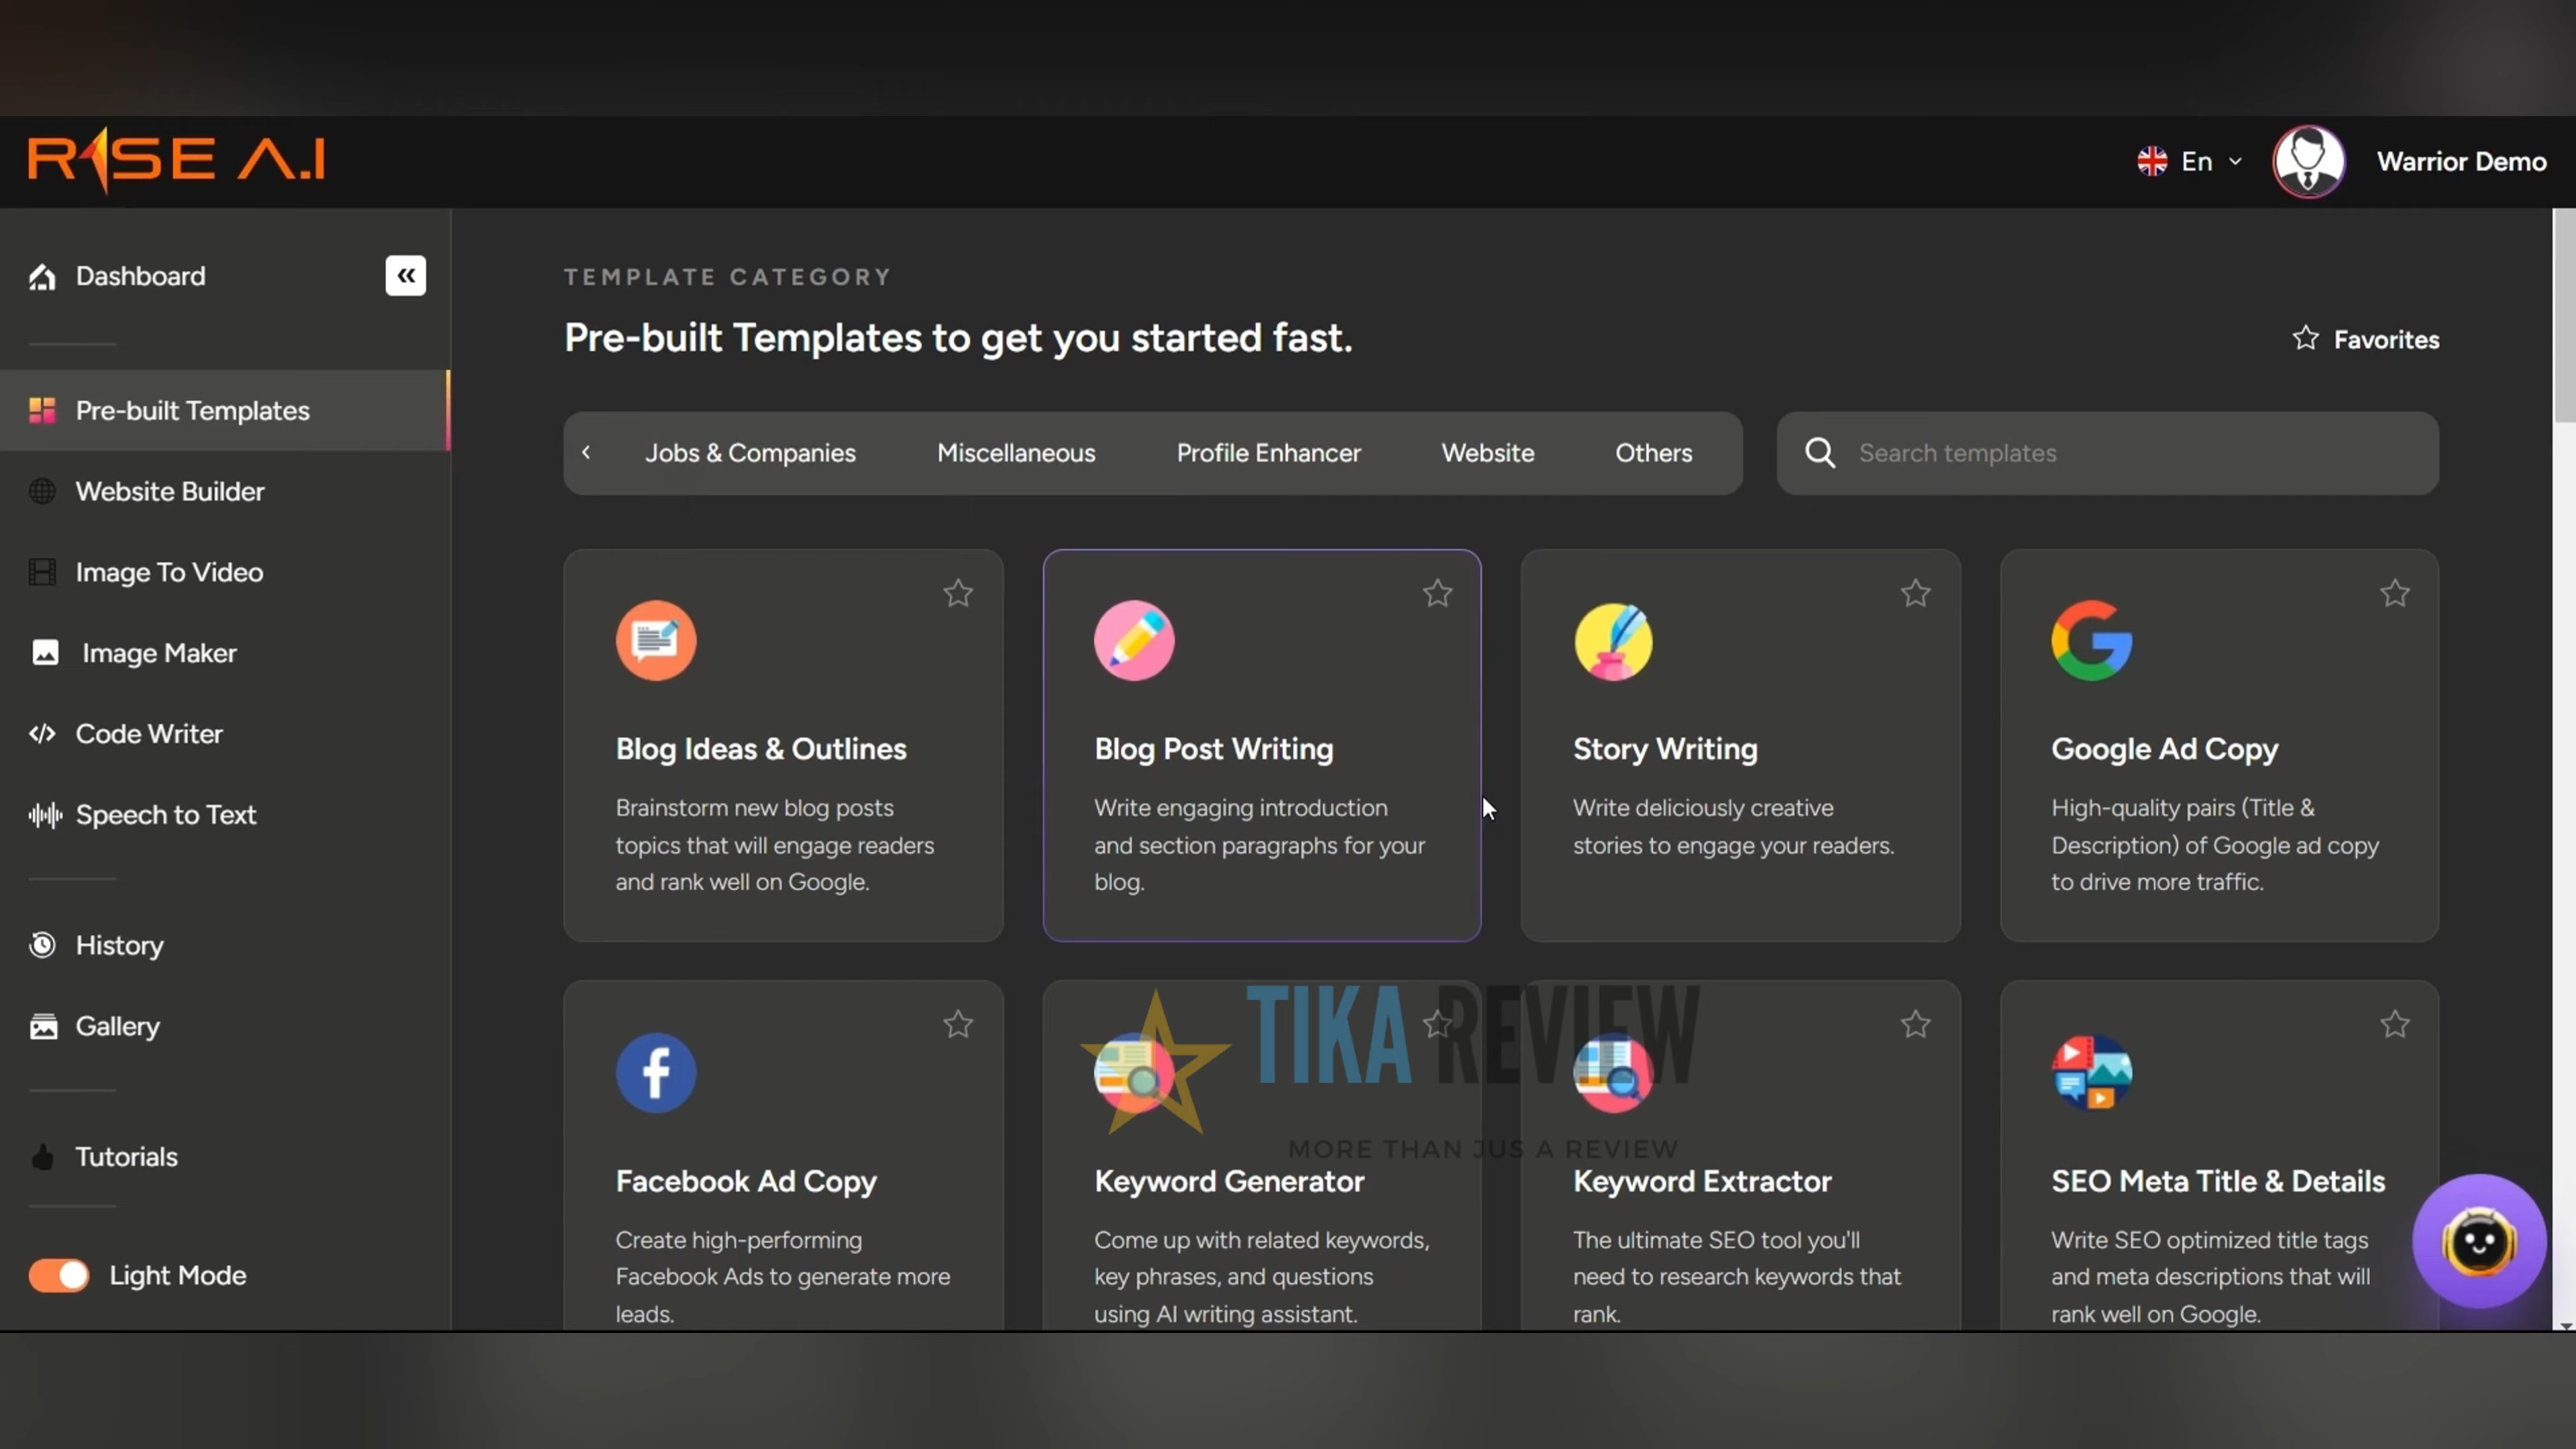 RISE A.I
En
Warrior Demo
Dashboard
Pre-built Templates
Website Builder
Image To Video
Image Maker
Code Writer
Speech to Text
History
Gallery
Tutorials
Light Mode
TEMPLATE CATEGORY
Pre-built Templates to get you started fast.
Favorites
Jobs & Companies
Miscellaneous
Profile Enhancer
Website
Others
Search templates
Blog Ideas & Outlines
Brainstorm new blog posts
topics that will engage readers
and rank well on Google.
Blog Post Writing
Write engaging introduction
and section paragraphs for your
blog.
Story Writing
Write deliciously creative
stories to engage your readers.
Google Ad Copy
High-quality pairs (Title &
Description) of Google ad copy
to drive more traffic.
TIKA REVIEW
MORE THAN JUS A REVIEW
Facebook Ad Copy
Create high-performing
Facebook Ads to generate more
leads.
Keyword Generator
Come up with related keywords,
key phrases, and questions
using AI writing assistant.
Keyword Extractor
The ultimate SEO tool you'll
need to research keywords that
rank.
SEO Meta Title & Details
Write SEO optimized title tags
and meta descriptions that will
rank well on Google.